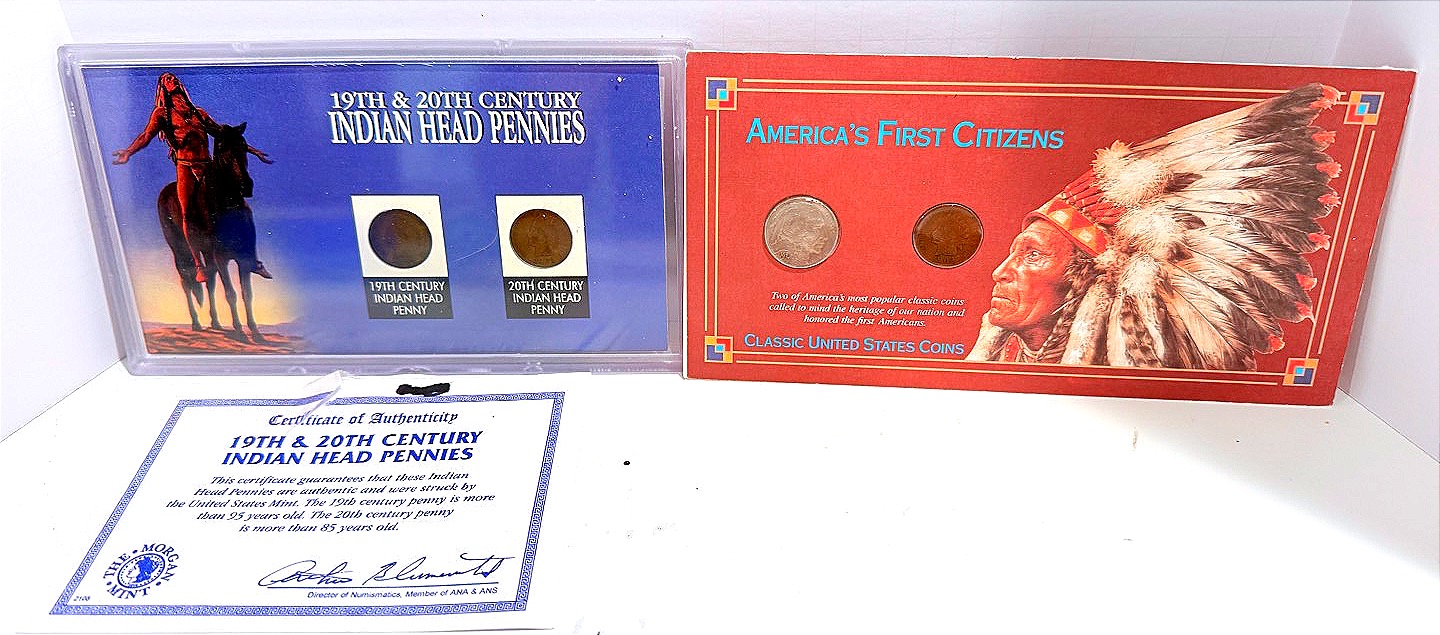 19TH & 20TH CENTURY
INDIAN HEAD PENNIES
19TH CENTURY
INDIAN HEAD
PENNY
20TH CENTURY
INDIAN HEAD
PENNY
AMERICA'S FIRST CITIZENS
Two of America's most popular classic coins
called to mind the heritage of our nation and
honored the first Americans.
CLASSIC UNITED STATES COINS
Certificate of Authenticity
19TH & 20TH CENTURY
INDIAN HEAD PENNIES
This certificate guarantees that these Indian
Head Pennies are authentic and were struck by
the United States Mint. The 19th century penny is more
than 95 years old. The 20th century penny
is more than 85 years old.
THE • MORGAN • MINT •
Director of Numismatics, Member of ANA & ANS
2108